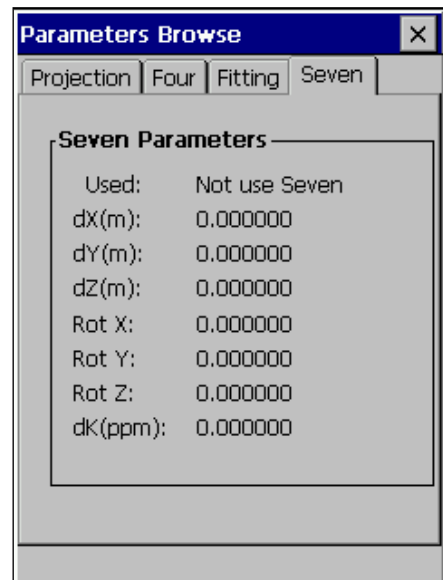 Parameters Browse
Projection Four Fitting Seven
Seven Parameters
Used: Not use Seven
dX(m): 0.000000
dY(m): 0.000000
dZ(m): 0.000000
Rot X: 0.000000
Rot Y: 0.000000
Rot Z: 0.000000
dK(ppm): 0.000000